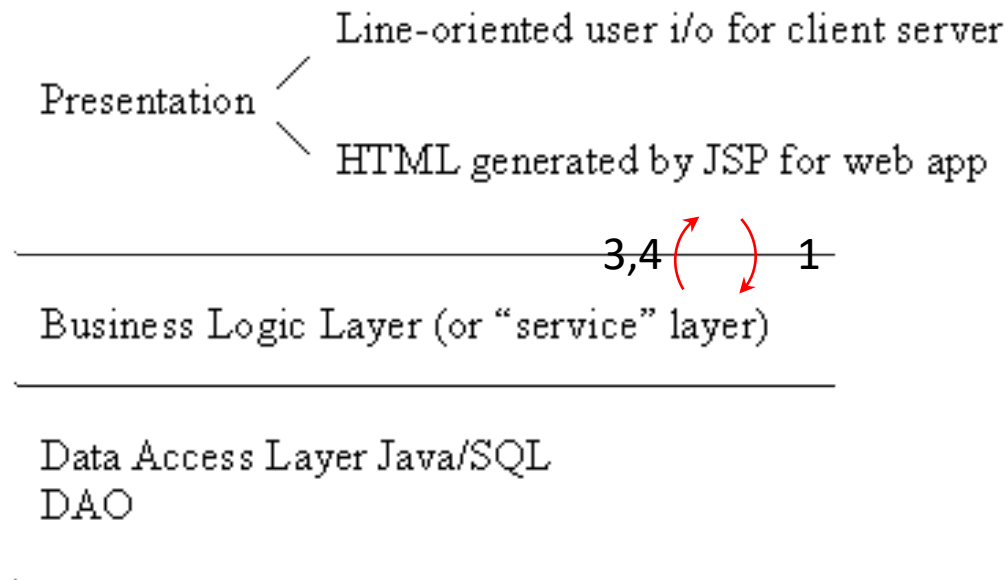 Line-oriented user i/o for client server
Presentation
HTML generated by JSP for web app
3,4 1
Business Logic Layer (or “service” layer)
Data Access Layer Java/SQL
DAO